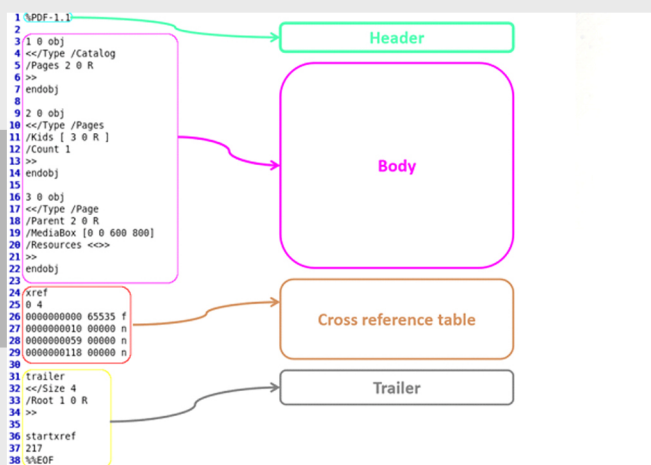 1 %PDF-1.1
2
3 1 0 obj
4 <</Type /Catalog
5 /Pages 2 0 R
6 >>
7 endobj
8
9 2 0 obj
10 <</Type /Pages
11 /Kids [ 3 0 R ]
12 /Count 1
13 >>
14 endobj
15
16 3 0 obj
17 <</Type /Page
18 /Parent 2 0 R
19 /MediaBox [0 0 600 800]
20 /Resources <<>>
21 >>
22 endobj
23
24 xref
25 0 4
26 0000000000 65535 f
27 0000000010 00000 n
28 0000000059 00000 n
29 0000000118 00000 n
30
31 trailer
32 <</Size 4
33 /Root 1 0 R
34 >>
35
36 startxref
37 217
38 %%EOF
Header
Body
Cross reference table
Trailer